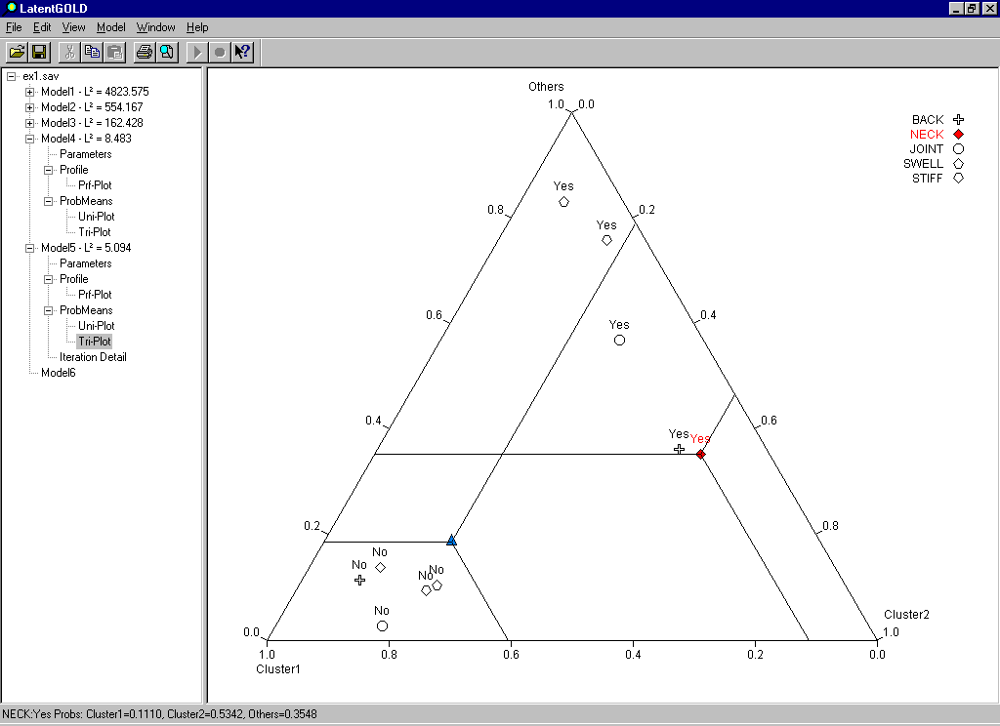 LatentGOLD
File Edit View Model Window Help
ex1.sav
Model1 - L² = 4823.575
Model2 - L² = 554.167
Model3 - L² = 162.428
Model4 - L² = 8.483
Parameters
Profile
Prf-Plot
ProbMeans
Uni-Plot
Tri-Plot
Model5 - L² = 5.094
Parameters
Profile
Prf-Plot
ProbMeans
Uni-Plot
Tri-Plot
Iteration Detail
Model6
Others
1.0 0.0
BACK
NECK
JOINT
SWELL
STIFF
Yes
0.8 0.2
Yes
0.6 0.4
Yes
0.4 0.6
Yes Yes
0.2 0.8
No
No
No No
No
Cluster2
0.0 1.0
1.0 0.8 0.6 0.4 0.2 0.0
Cluster1
NECK:Yes Probs: Cluster1=0.1110, Cluster2=0.5342, Others=0.3548